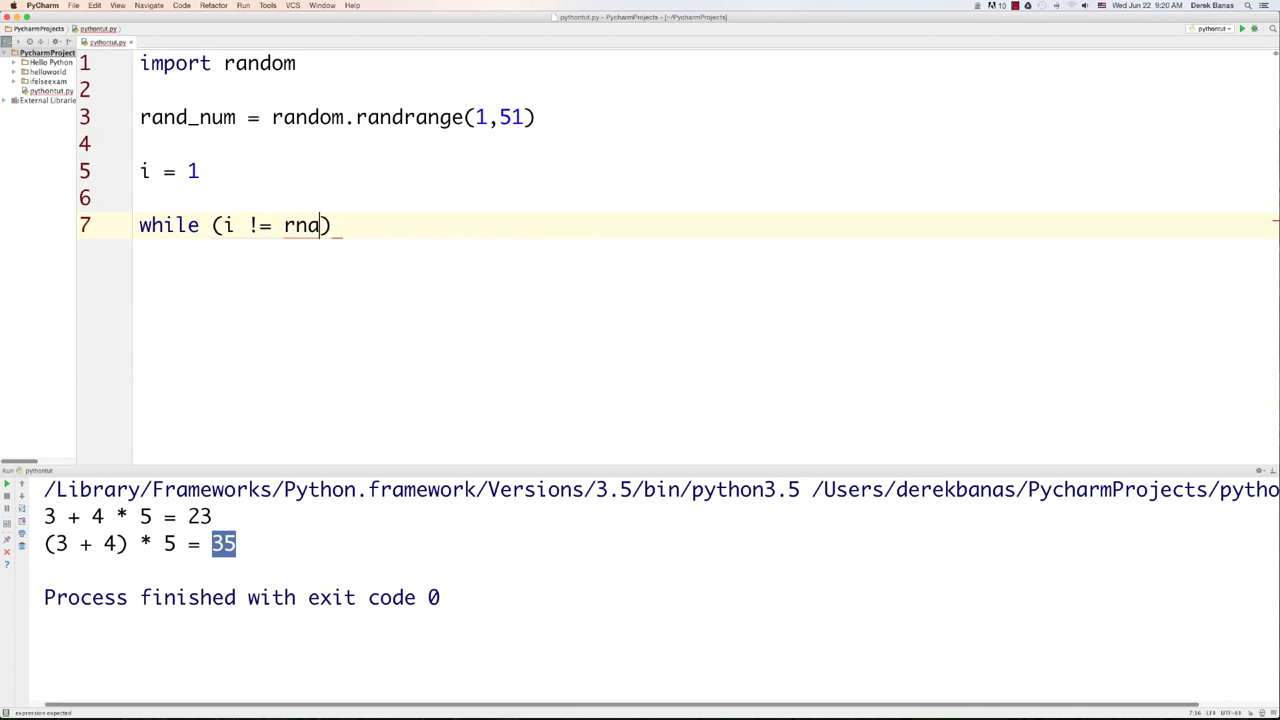 PyCharm File Edit View Navigate Code Refactor Run Tools VCS Window Help 10 Wed Jun 22 9:20 AM Derek Banas
pythontut.py - PycharmProjects - [~/PycharmProjects]
PycharmProjects pythontut.py pythontut
pythontut.py
PycharmProject
Hello Python
helloworld
ifelseexam
pythontut.py
External Librarie
1 import random
2
3 rand_num = random.randrange(1,51)
4
5 i = 1
6
7 while (i != rna)
Run pythontut
/Library/Frameworks/Python.framework/Versions/3.5/bin/python3.5 /Users/derekbanas/PycharmProjects/pytho
3 + 4 * 5 = 23
(3 + 4) * 5 = 35
Process finished with exit code 0
expression expected 7:16 LF UTF-8